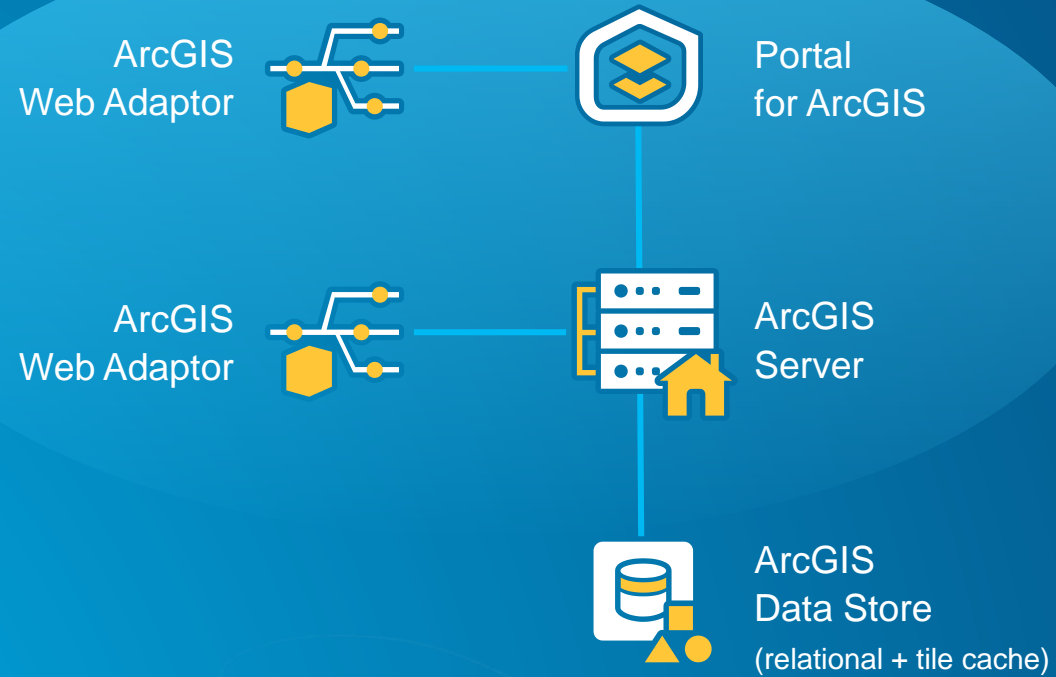 ArcGIS
Web Adaptor
Portal
for ArcGIS
ArcGIS
Web Adaptor
ArcGIS
Server
ArcGIS
Data Store
(relational + tile cache)